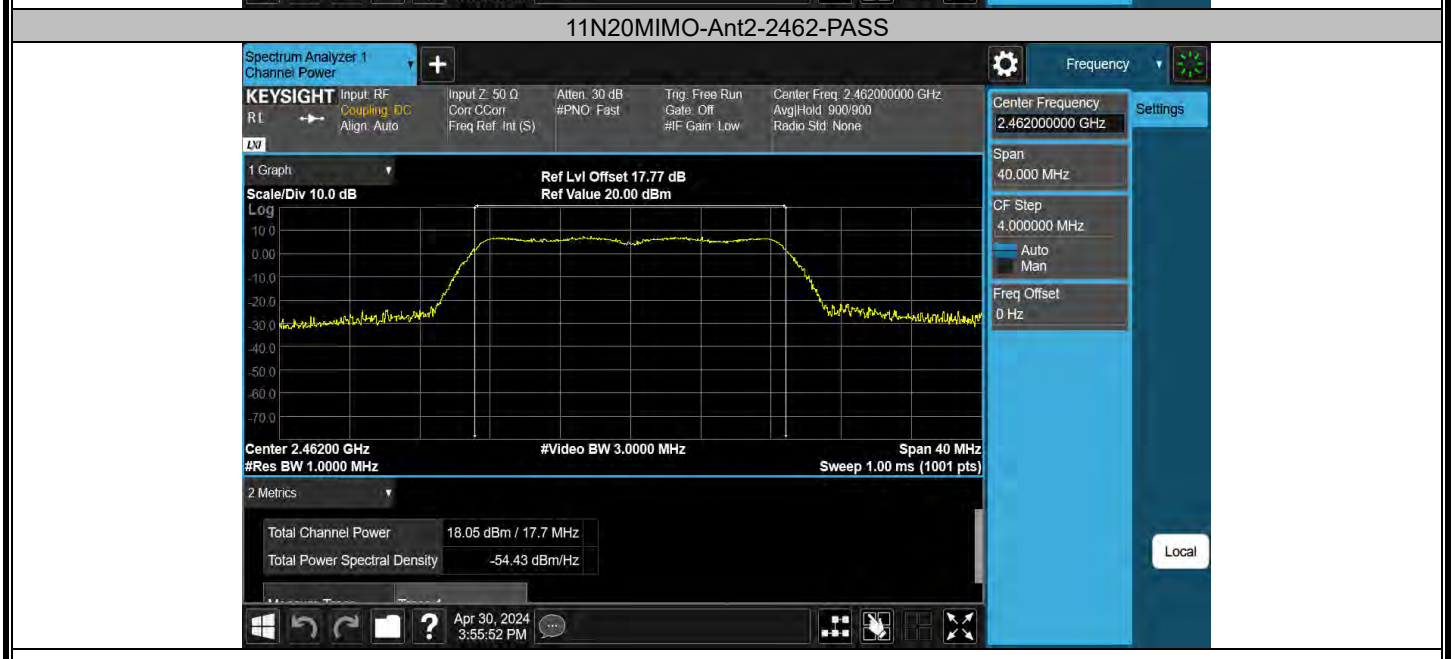 11N20MIMO-Ant2-2462-PASS
Spectrum Analyzer 1
Channel Power
Frequency
KEYSIGHT
RL
LXI
Input: RF
Coupling: DC
Align: Auto
Input Z: 50 Ω
Corr CCorr
Freq Ref: Int (S)
Atten: 30 dB
#PNO: Fast
Trig: Free Run
Gate: Off
#IF Gain: Low
Center Freq: 2.462000000 GHz
Avg|Hold: 900/900
Radio Std: None
Center Frequency
2.462000000 GHz
Settings
Span
40.000 MHz
CF Step
4.000000 MHz
Auto
Man
Freq Offset
0 Hz
Local
1 Graph
Scale/Div 10.0 dB
Ref Lvl Offset 17.77 dB
Ref Value 20.00 dBm
Log
10.0
0.00
-10.0
-20.0
-30.0
-40.0
-50.0
-60.0
-70.0
Center 2.46200 GHz
#Video BW 3.0000 MHz
Span 40 MHz
#Res BW 1.0000 MHz
Sweep 1.00 ms (1001 pts)
2 Metrics
Total Channel Power 18.05 dBm / 17.7 MHz
Total Power Spectral Density -54.43 dBm/Hz
?
Apr 30, 2024
3:55:52 PM